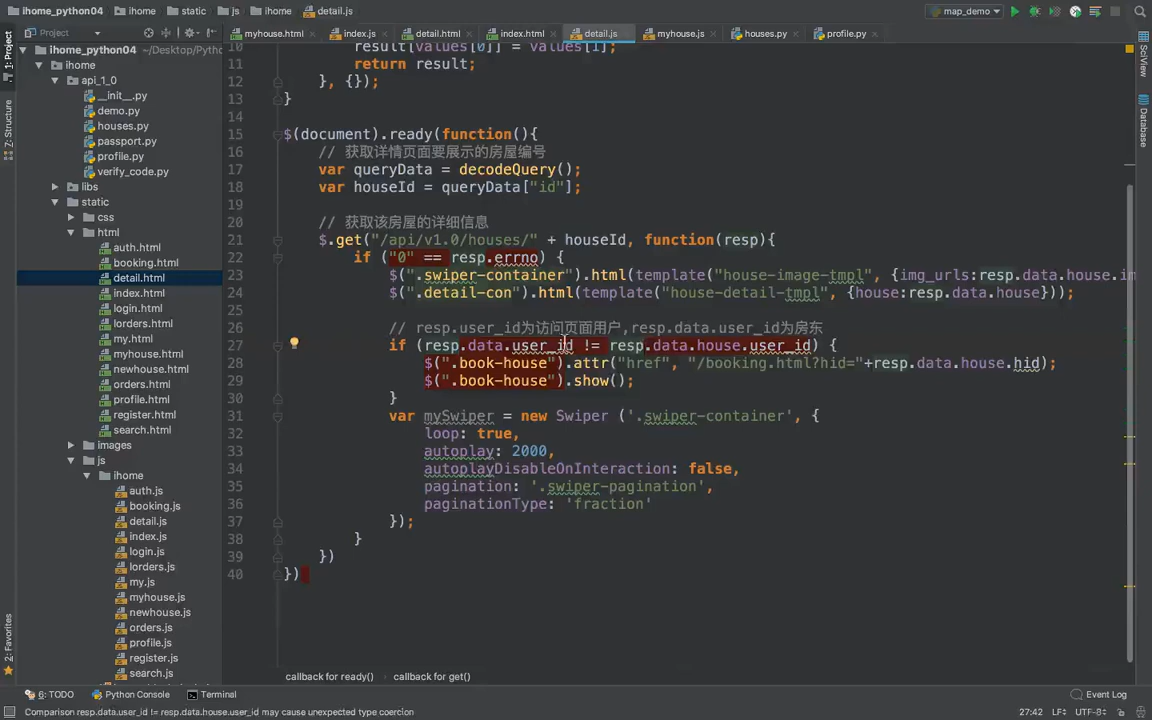 ihome_python04 ihome static js ihome detail.js
map_demo
Project
myhouse.html index.js detail.html index.html detail.js myhouse.js houses.py profile.py
1: Project
Z: Structure
2: Favorites
SciView
Database
ihome_python04 ~/Desktop/Pytho
ihome
api_1_0
__init__.py
demo.py
houses.py
passport.py
profile.py
verify_code.py
libs
static
css
html
auth.html
booking.html
detail.html
index.html
login.html
lorders.html
my.html
myhouse.html
newhouse.html
orders.html
profile.html
register.html
search.html
images
js
ihome
auth.js
booking.js
detail.js
index.js
login.js
lorders.js
my.js
myhouse.js
newhouse.js
orders.js
profile.js
register.js
search.js
10 result[values[0]] = values[1];
11 return result;
12 }, {});
13 }
14
15 $(document).ready(function(){
16 // 获取详情页面要展示的房屋编号
17 var queryData = decodeQuery();
18 var houseId = queryData["id"];
19
20 // 获取该房屋的详细信息
21 $.get("/api/v1.0/houses/" + houseId, function(resp){
22 if ("0" == resp.errno) {
23 $(".swiper-container").html(template("house-image-tmpl", {img_urls:resp.data.house.im
24 $(".detail-con").html(template("house-detail-tmpl", {house:resp.data.house}));
25
26 // resp.user_id为访问页面用户,resp.data.user_id为房东
27 if (resp.data.user_id != resp.data.house.user_id) {
28 $(".book-house").attr("href", "/booking.html?hid="+resp.data.house.hid);
29 $(".book-house").show();
30 }
31 var mySwiper = new Swiper ('.swiper-container', {
32 loop: true,
33 autoplay: 2000,
34 autoplayDisableOnInteraction: false,
35 pagination: '.swiper-pagination',
36 paginationType: 'fraction'
37 });
38 }
39 })
40 })
callback for ready() callback for get()
6: TODO Python Console Terminal Event Log
Comparison resp.data.user_id != resp.data.house.user_id may cause unexpected type coercion 27:42 LF÷ UTF-8÷